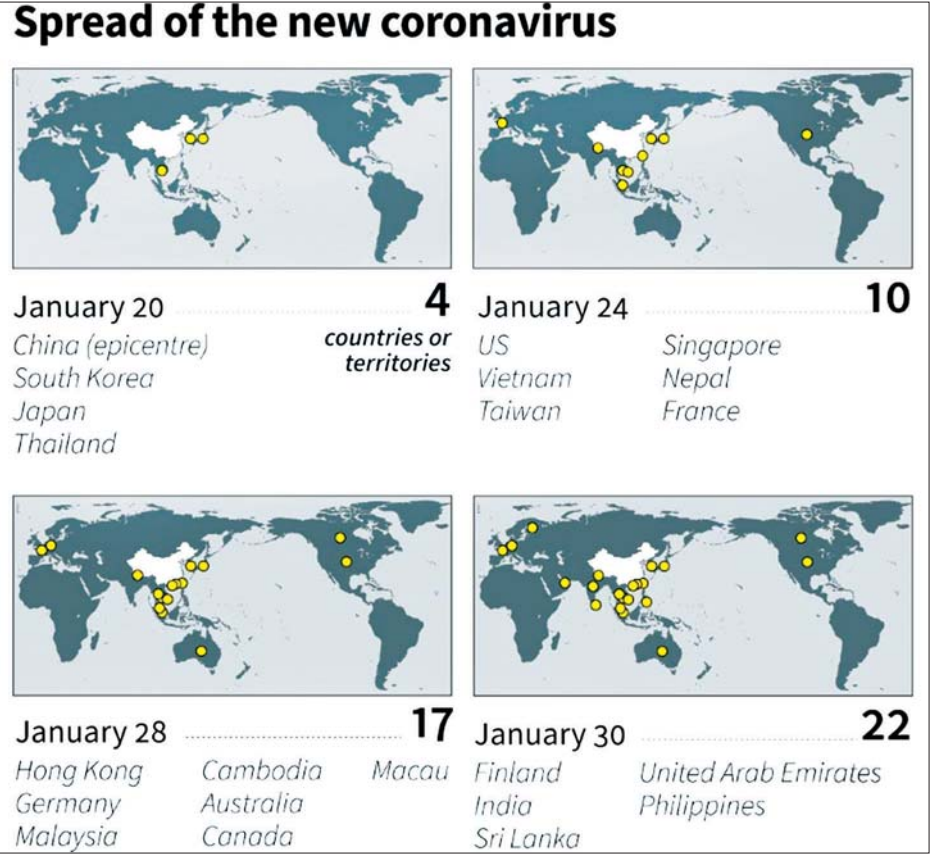 Spread of the new coronavirus
January 20 4
countries or
territories
China (epicentre)
South Korea
Japan
Thailand
January 24 10
US
Vietnam
Taiwan
Singapore
Nepal
France
January 28 17
Hong Kong
Germany
Malaysia
Cambodia
Australia
Canada
Macau
January 30 22
Finland
India
Sri Lanka
United Arab Emirates
Philippines